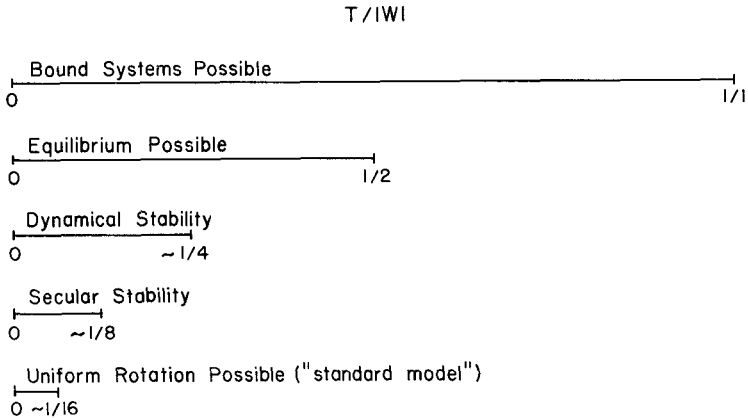 T/|W|
Bound Systems Possible
0 1/1
Equilibrium Possible
0 1/2
Dynamical Stability
0 ~1/4
Secular Stability
0 ~1/8
Uniform Rotation Possible ("standard model")
0 ~1/16